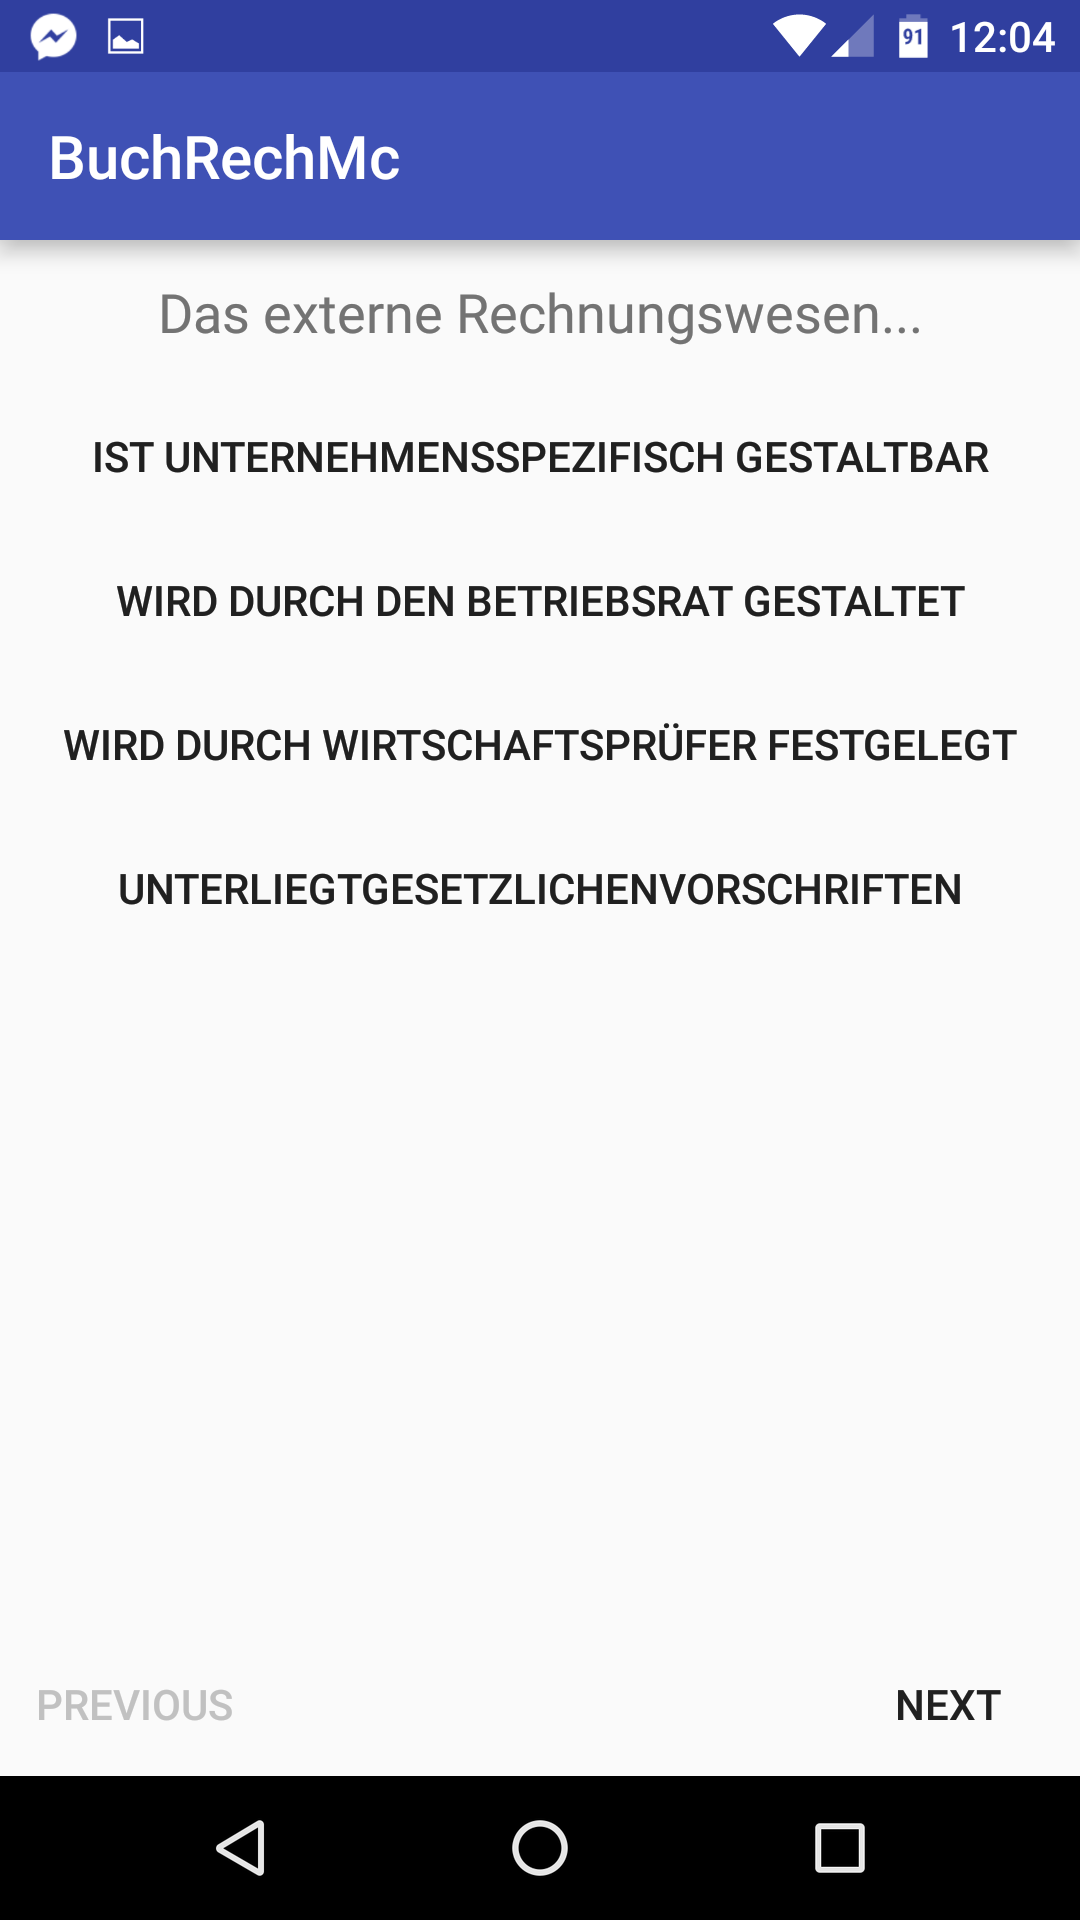 91 12:04
BuchRechMc
Das externe Rechnungswesen...
IST UNTERNEHMENSSPEZIFISCH GESTALTBAR
WIRD DURCH DEN BETRIEBSRAT GESTALTET
WIRD DURCH WIRTSCHAFTSPRÜFER FESTGELEGT
UNTERLIEGTGESETZLICHENVORSCHRIFTEN
PREVIOUS NEXT